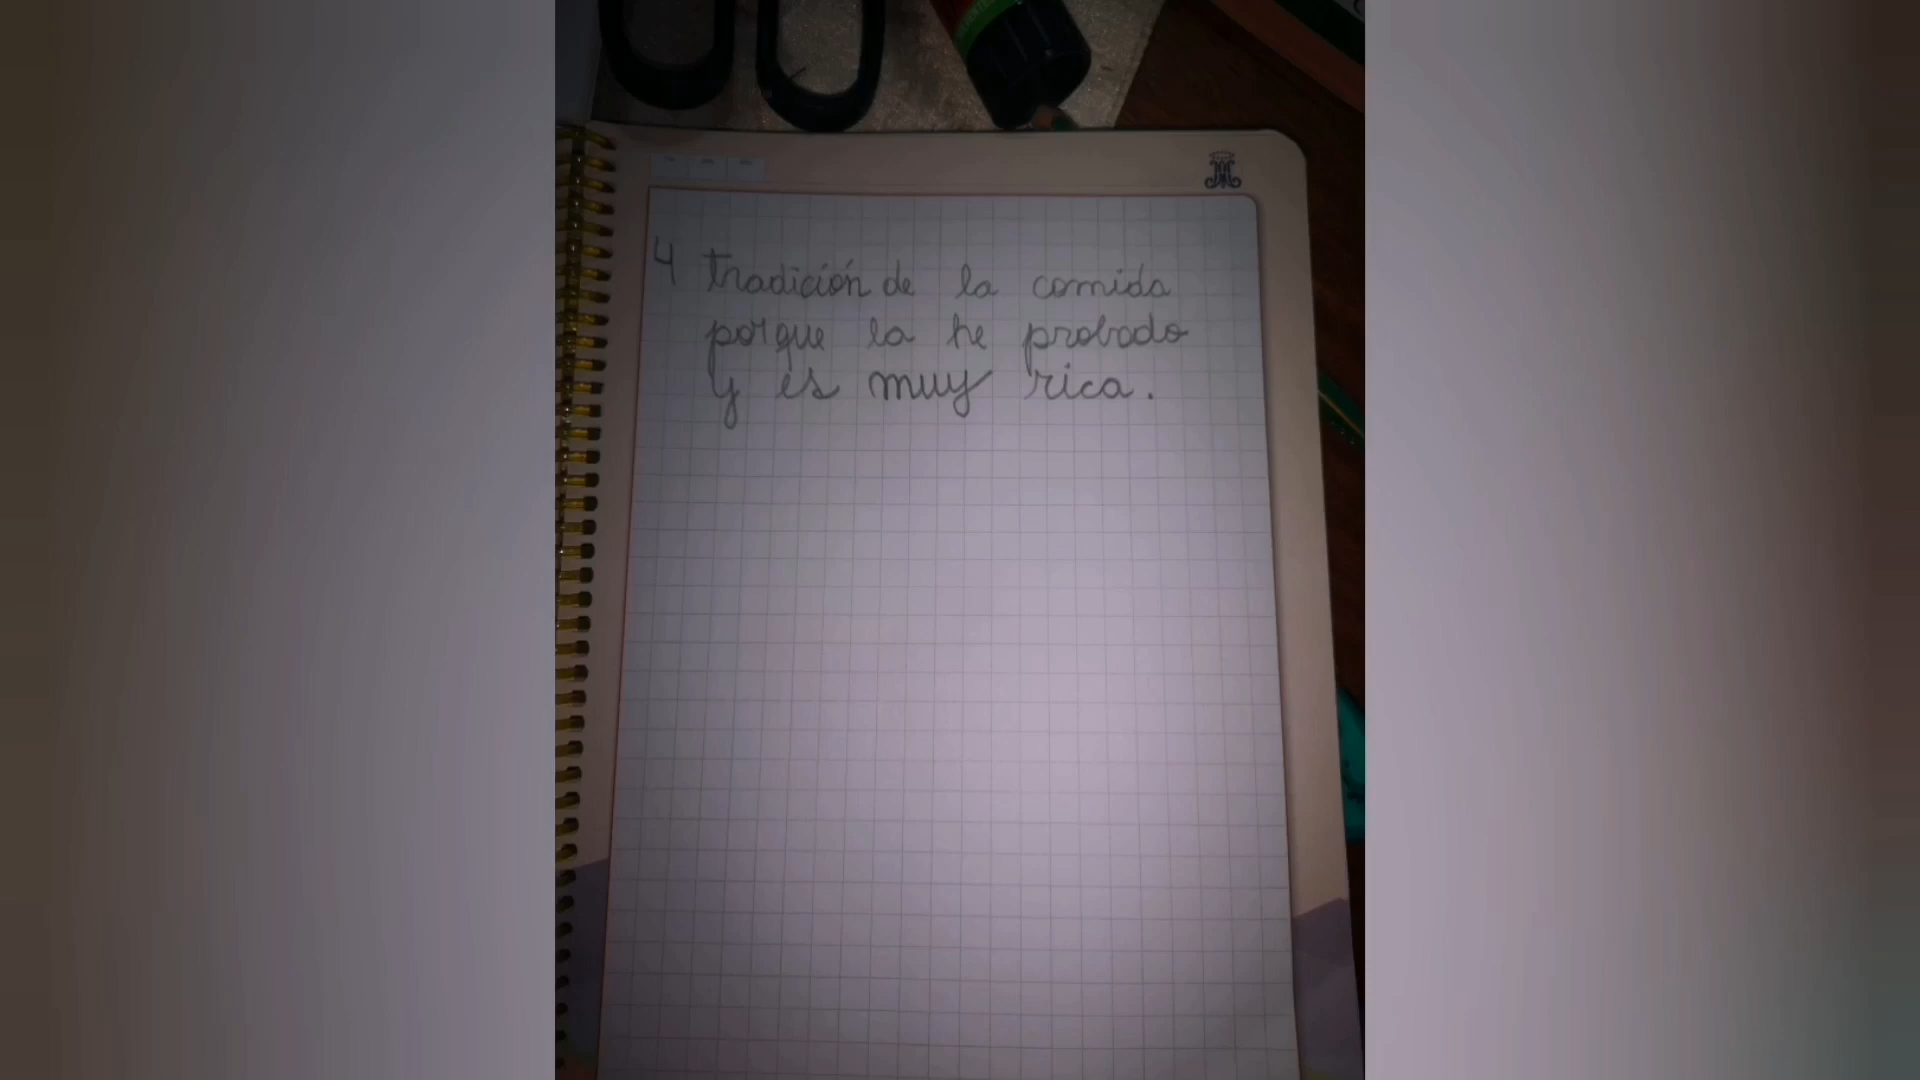 4 tradición de la comida
porque la he probado
y es muy rica.